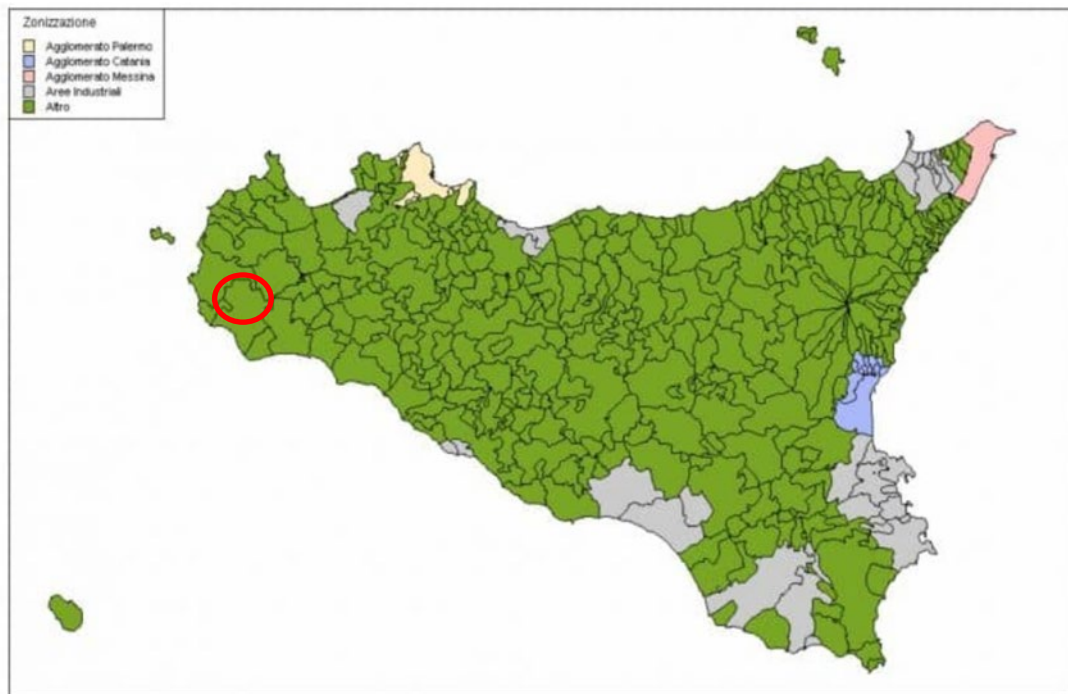 Zonizzazione
Agglomerato Palermo
Agglomerato Catania
Agglomerato Messina
Aree Industriali
Altro